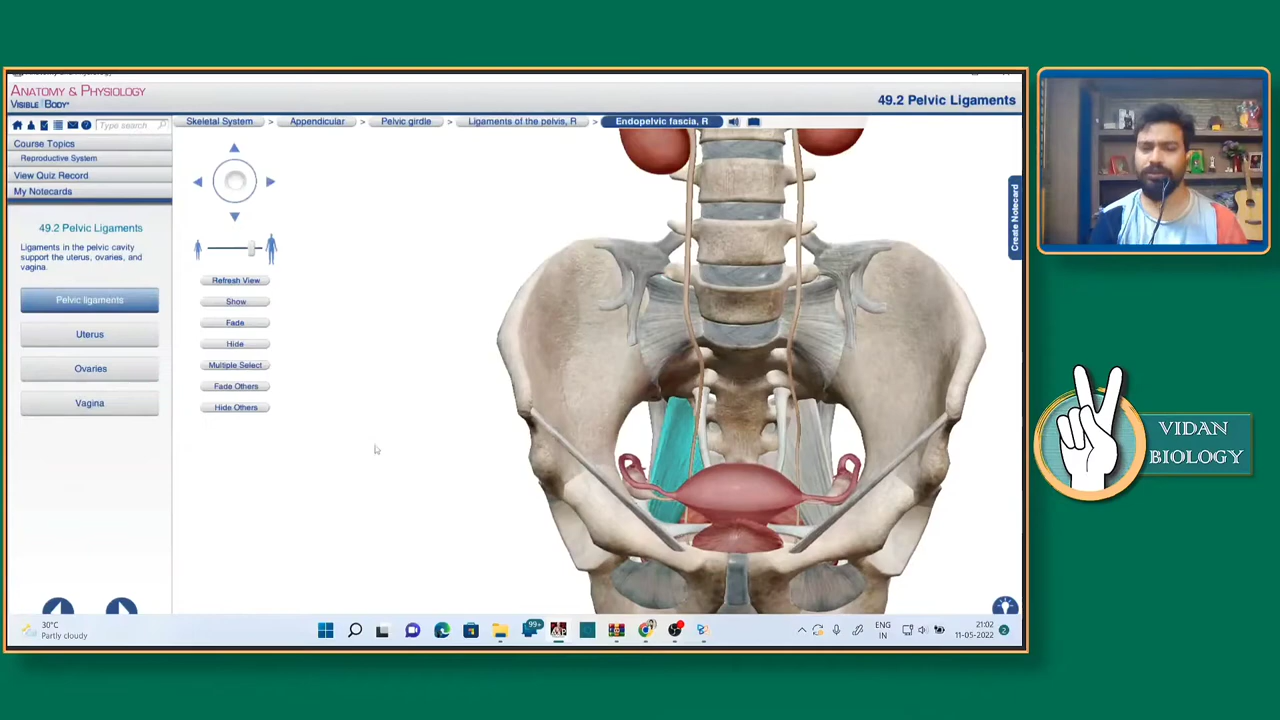 ANATOMY & PHYSIOLOGY
VISIBLE BODY
49.2 Pelvic Ligaments
Type search
Skeletal System > Appendicular > Pelvic girdle > Ligaments of the pelvis, R > Endopelvic fascia, R
Course Topics
Reproductive System
View Quiz Record
My Notecards
49.2 Pelvic Ligaments
Ligaments in the pelvic cavity
support the uterus, ovaries, and
vagina.
Pelvic ligaments
Uterus
Ovaries
Vagina
Refresh View
Show
Fade
Hide
Multiple Select
Fade Others
Hide Others
Create Notecard
VIDAN
BIOLOGY
30°C
Partly cloudy
99+
ENG
IN
21:02
11-05-2022
2